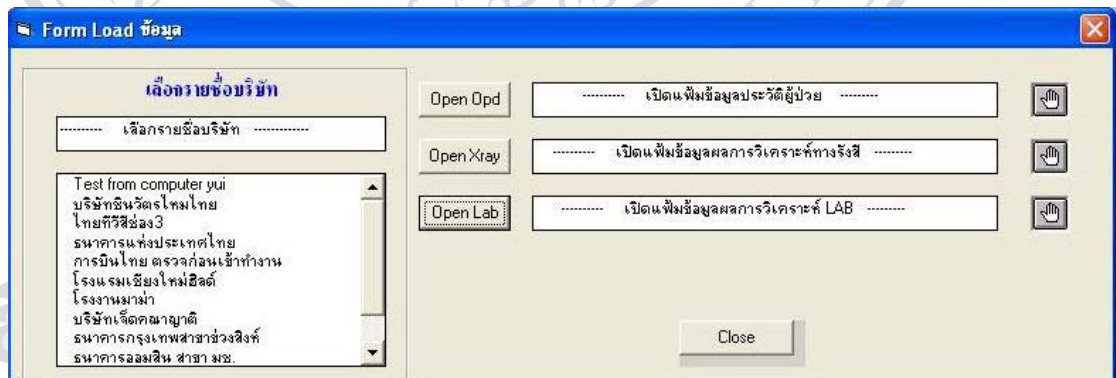 Form Load ข้อมูล
เลือกรายชื่อบริษัท
---------- เลือกรายชื่อบริษัท ------------
Test from computer yui
บริษัทชินวัตรไหมไทย
ไทยทีวีสีช่อง3
ธนาคารแห่งประเทศไทย
การบินไทย ตรวจก่อนเข้าทำงาน
โรงแรมเชียงใหม่ฮิลต์
โรงงานมาม่า
บริษัทเจ็ดคณาญาติ
ธนาคารกรุงเทพสาขาช่วงสิงห์
ธนาคารออมสิน สาขา มช.
Open Opd
--------- เปิดแฟ้มข้อมูลประวัติผู้ป่วย --------
Open Xray
--------- เปิดแฟ้มข้อมูลผลการวิเคราะห์ทางรังสี --------
Open Lab
--------- เปิดแฟ้มข้อมูลผลการวิเคราะห์ LAB --------
Close